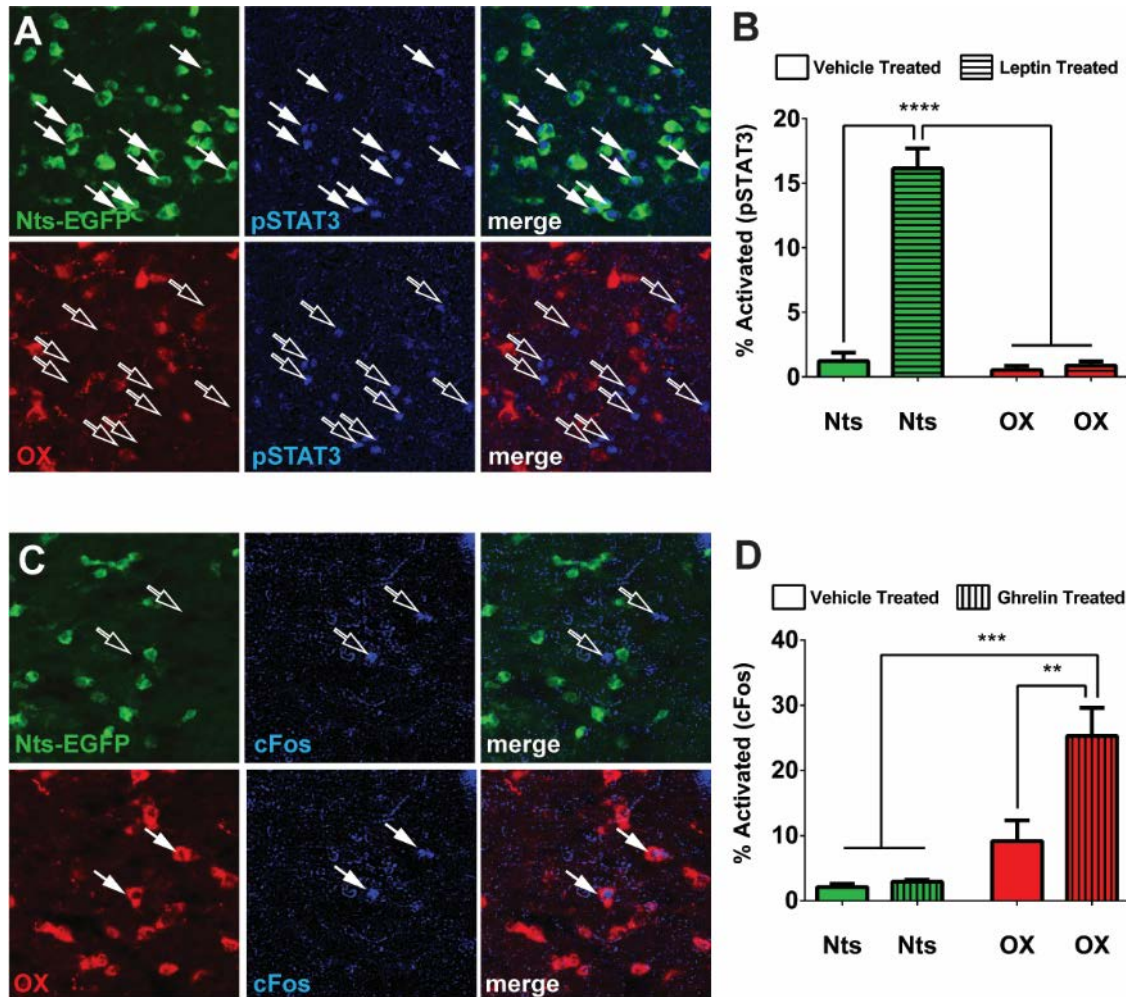 A
Nts-EGFP
pSTAT3
merge
OX
pSTAT3
merge
B
Vehicle Treated
Leptin Treated
****
% Activated (pSTAT3)
20
15
10
5
0
Nts
Nts
OX
OX
C
Nts-EGFP
cFos
merge
OX
cFos
merge
D
Vehicle Treated
Ghrelin Treated
***
**
% Activated (cFos)
40
30
20
10
0
Nts
Nts
OX
OX